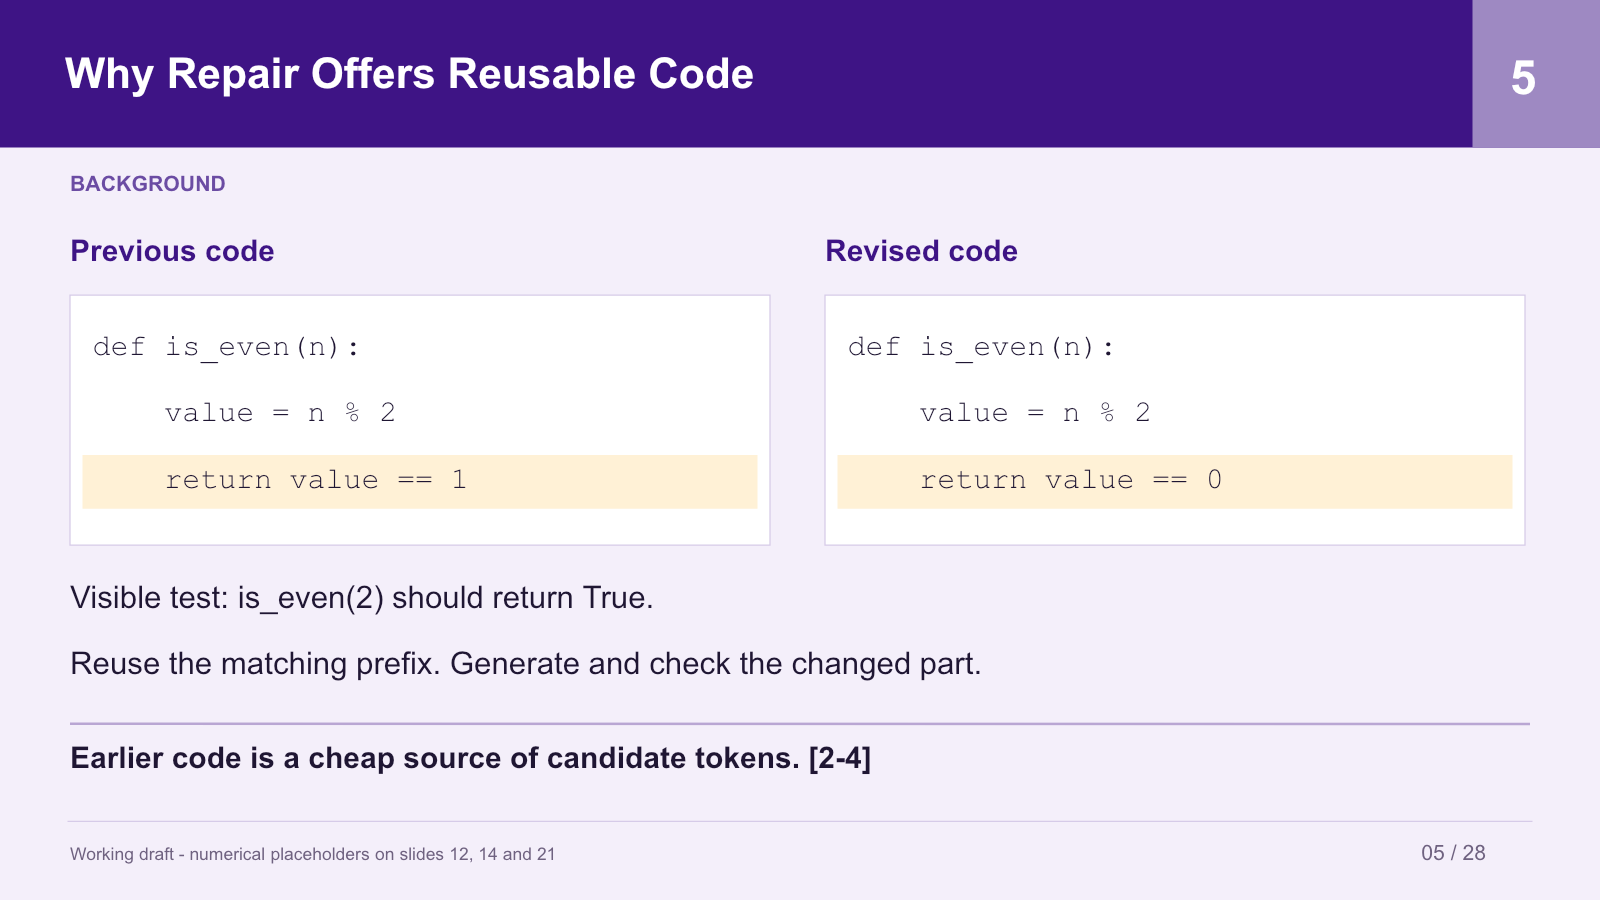 Why Repair Offers Reusable Code
5
BACKGROUND
Previous code
def is_even(n):
    value = n % 2
    return value == 1
Revised code
def is_even(n):
    value = n % 2
    return value == 0
Visible test: is_even(2) should return True.
Reuse the matching prefix. Generate and check the changed part.
Earlier code is a cheap source of candidate tokens. [2-4]
Working draft - numerical placeholders on slides 12, 14 and 21
05 / 28